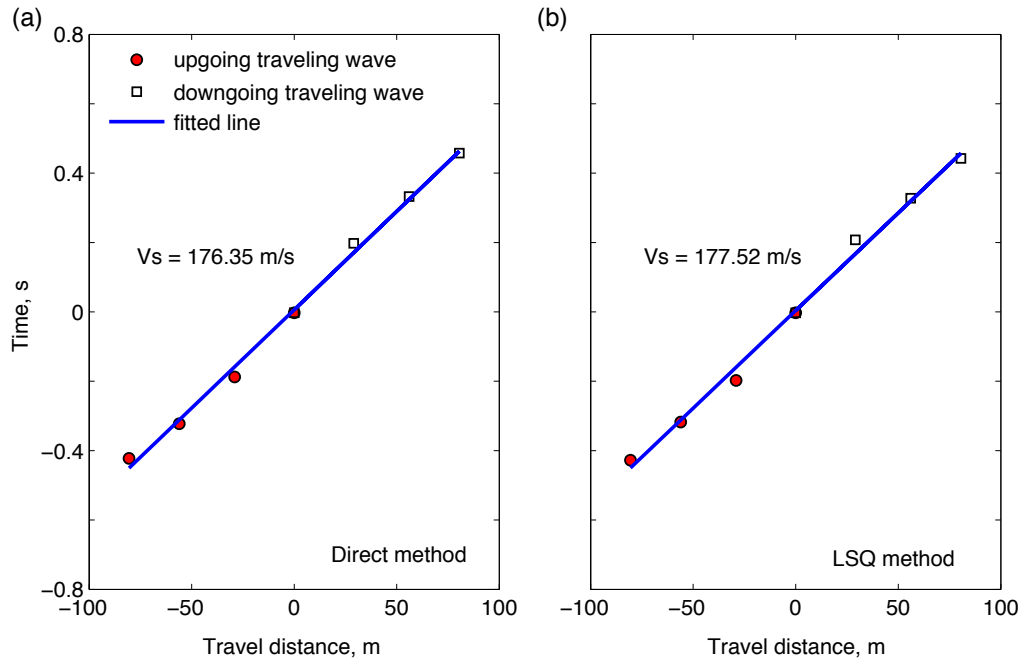 (a)
0.8
upgoing traveling wave
downgoing traveling wave
fitted line
0.4
Vs = 176.35 m/s
0
Time, s
−0.4
Direct method
−0.8
−100 −50 0 50 100
Travel distance, m
(b)
Vs = 177.52 m/s
LSQ method
−100 −50 0 50 100
Travel distance, m